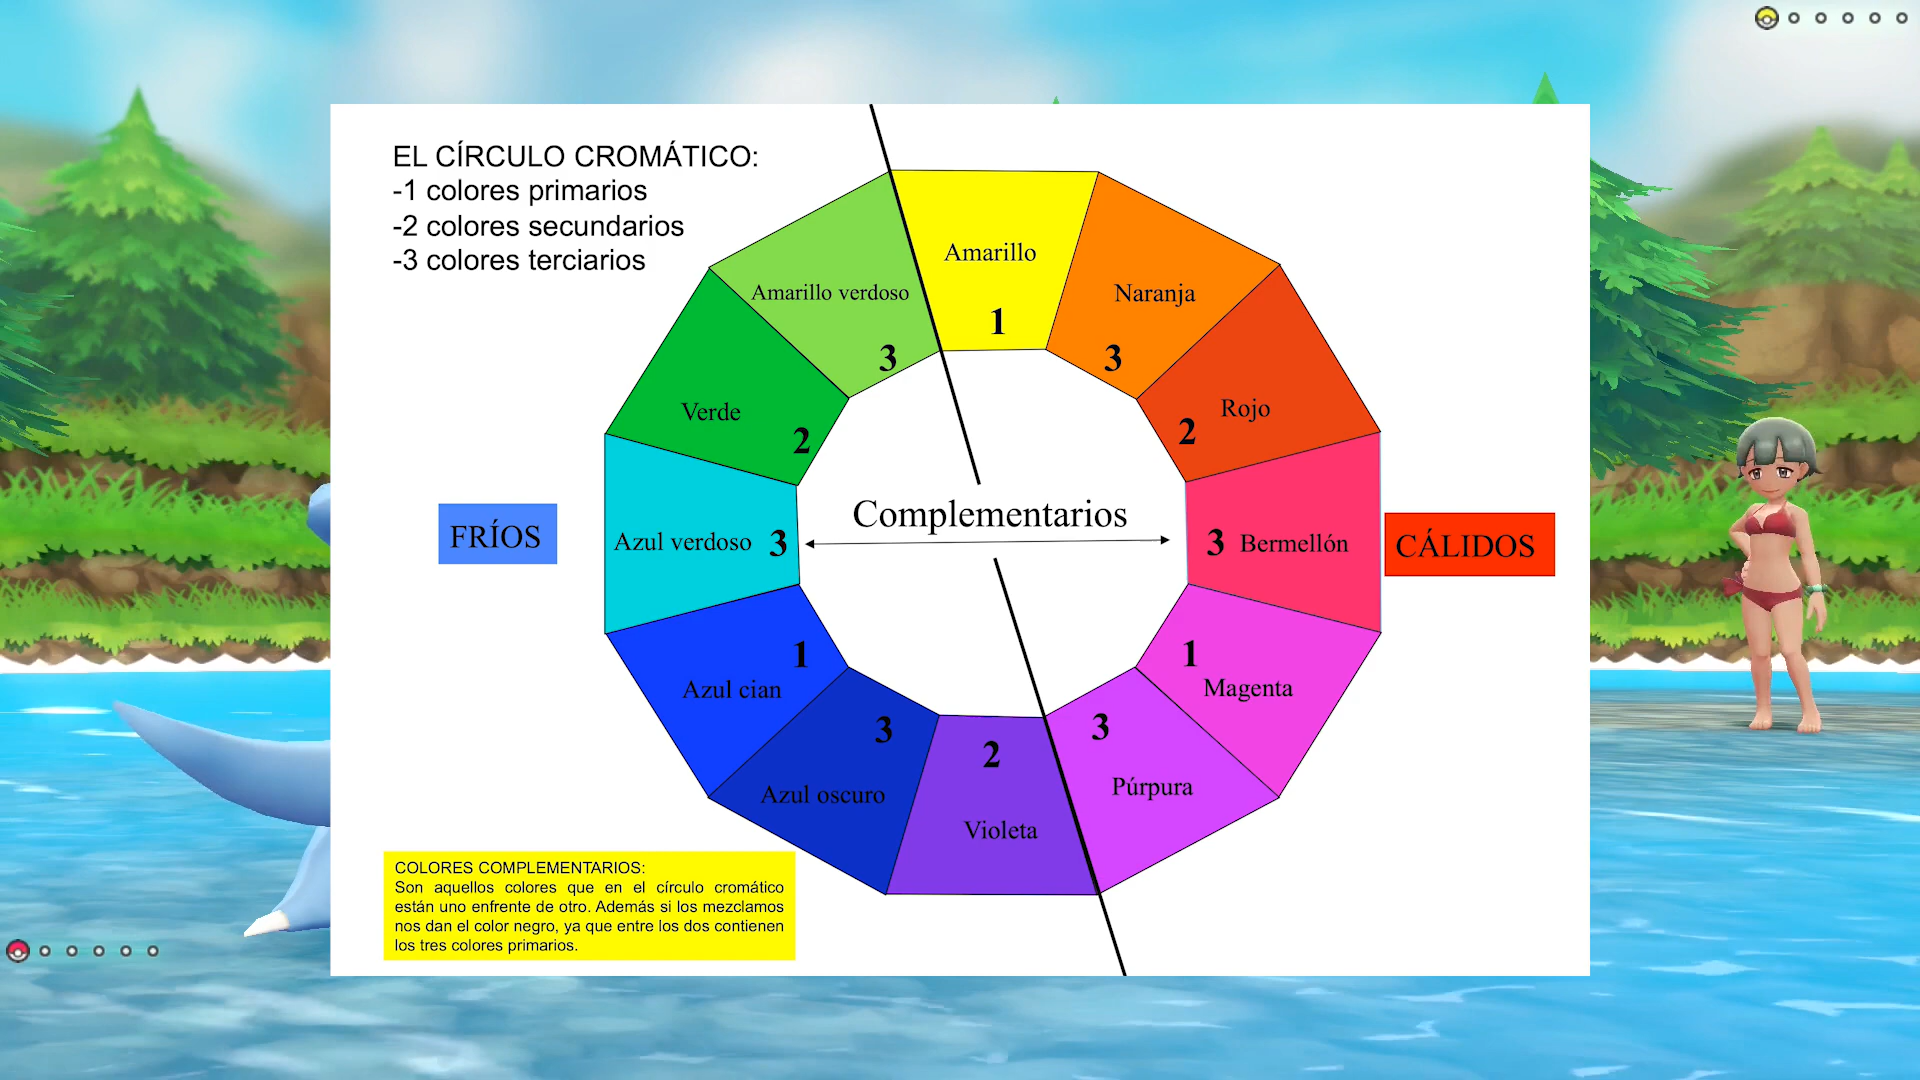 EL CÍRCULO CROMÁTICO:
-1 colores primarios
-2 colores secundarios
-3 colores terciarios
Amarillo
1
Naranja
3
Rojo
2
3 Bermellón
1
Magenta
3
Púrpura
2
Violeta
3
Azul oscuro
1
Azul cian
Azul verdoso 3
Verde
2
Amarillo verdoso
3
Complementarios
FRÍOS
CÁLIDOS
COLORES COMPLEMENTARIOS:
Son aquellos colores que en el círculo cromático
están uno enfrente de otro. Además si los mezclamos
nos dan el color negro, ya que entre los dos contienen
los tres colores primarios.